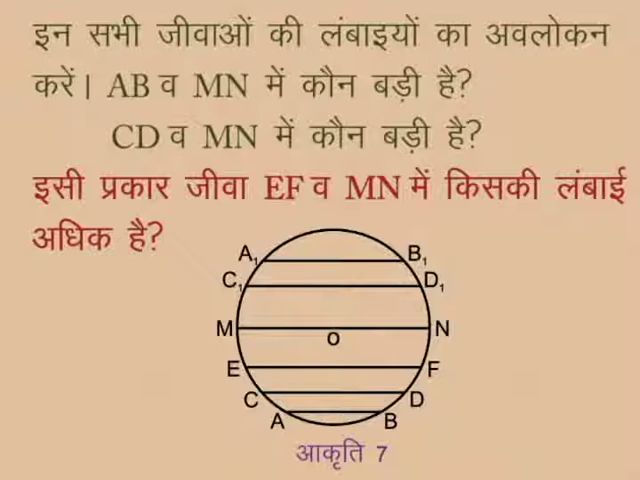 इन सभी जीवाओं की लंबाइयों का अवलोकन
करें। AB व MN में कौन बड़ी है?
CD व MN में कौन बड़ी है?
इसी प्रकार जीवा EF व MN में किसकी लंबाई
अधिक है?
A₁ B₁
C₁ D₁
M N
O
E F
C D
A B
आकृति 7